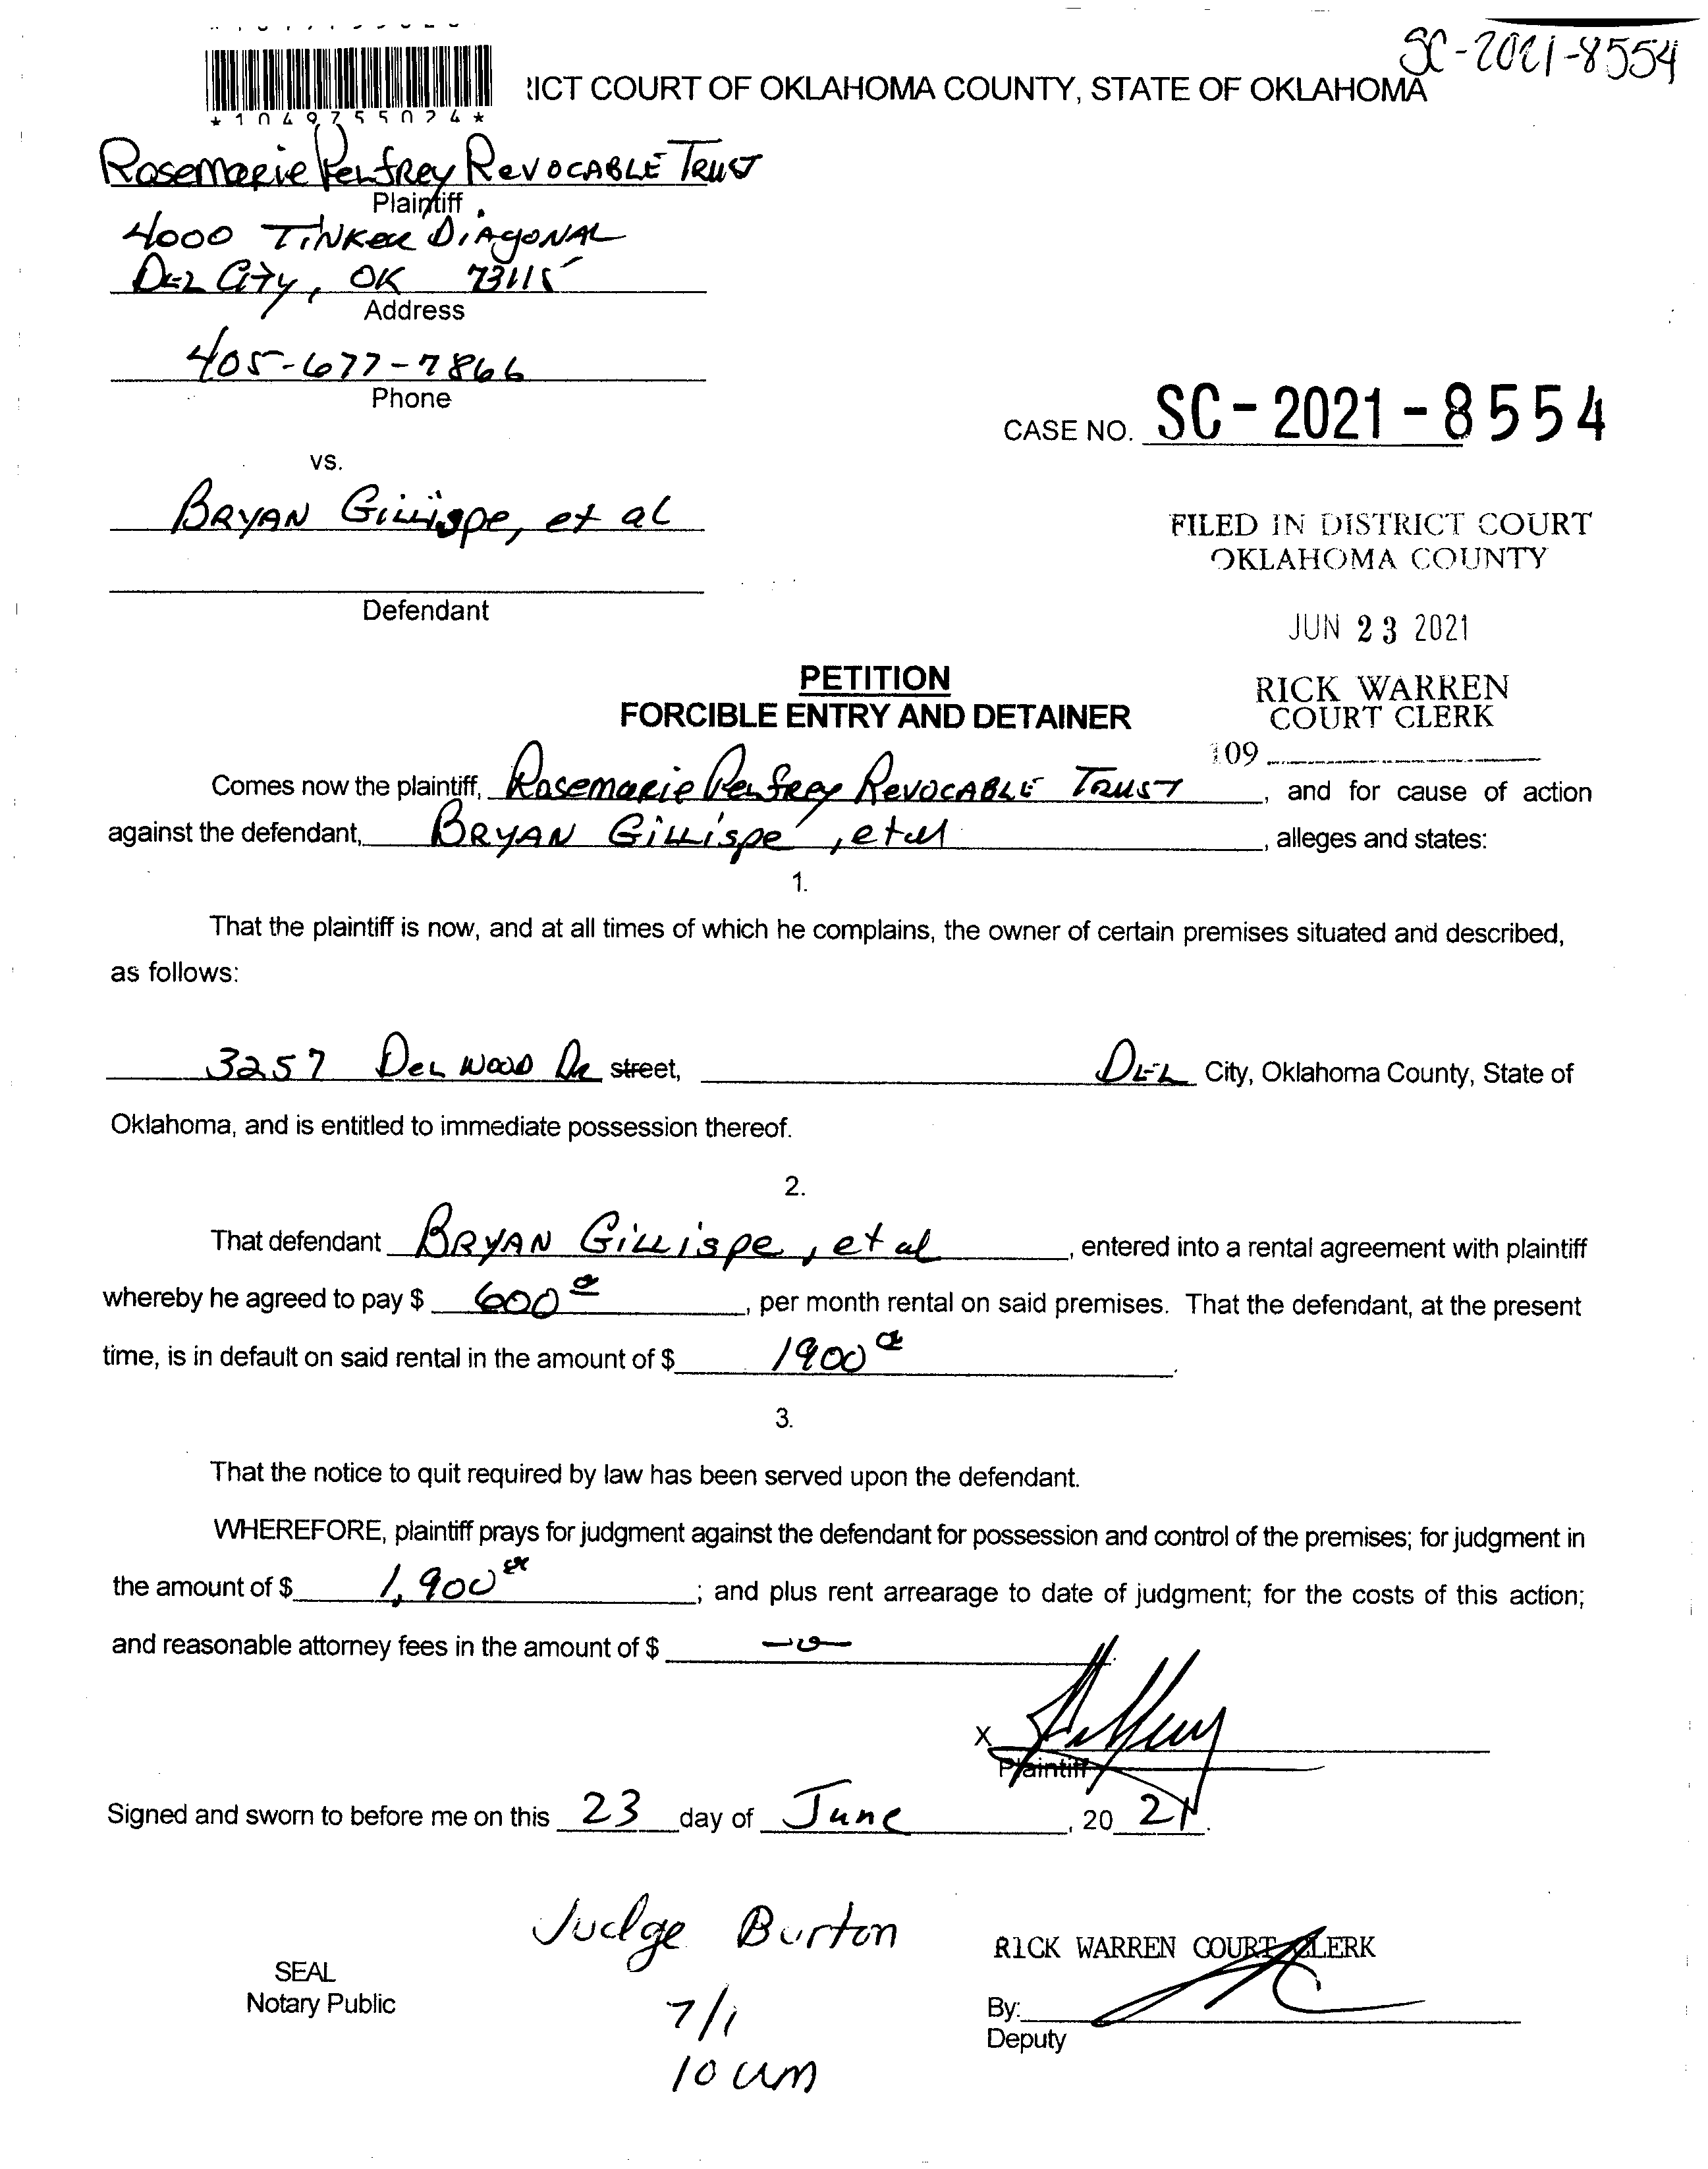 SC-2021-8554
*1049755024*
RICT COURT OF OKLAHOMA COUNTY, STATE OF OKLAHOMA
Rosemarie Pelfrey Revocable Trust
Plaintiff
4000 Tinker Diagonal
Del City, OK 73115
Address
405-677-7866
Phone
CASE NO. SC-2021-8554
vs.
Bryan Gillispe, et al
FILED IN DISTRICT COURT
OKLAHOMA COUNTY
Defendant
JUN 23 2021
PETITION
FORCIBLE ENTRY AND DETAINER
RICK WARREN
COURT CLERK
109
Comes now the plaintiff, Rosemarie Pelfrey Revocable Trust, and for cause of action
against the defendant, Bryan Gillispe, et al, alleges and states:
1.
That the plaintiff is now, and at all times of which he complains, the owner of certain premises situated and described,
as follows:
3257 Del Wood Dr street, Del City, Oklahoma County, State of
Oklahoma, and is entitled to immediate possession thereof.
2.
That defendant Bryan Gillispe, et al, entered into a rental agreement with plaintiff
whereby he agreed to pay $ 600, per month rental on said premises. That the defendant, at the present
time, is in default on said rental in the amount of $ 1900.
3.
That the notice to quit required by law has been served upon the defendant.
WHEREFORE, plaintiff prays for judgment against the defendant for possession and control of the premises; for judgment in
the amount of $ 1,900; and plus rent arrearage to date of judgment; for the costs of this action;
and reasonable attorney fees in the amount of $ -0-.
X
Plaintiff
Signed and sworn to before me on this 23 day of June, 20 21.
Judge Burton
RICK WARREN COURT CLERK
SEAL
Notary Public
7/1
By:
Deputy
10 am